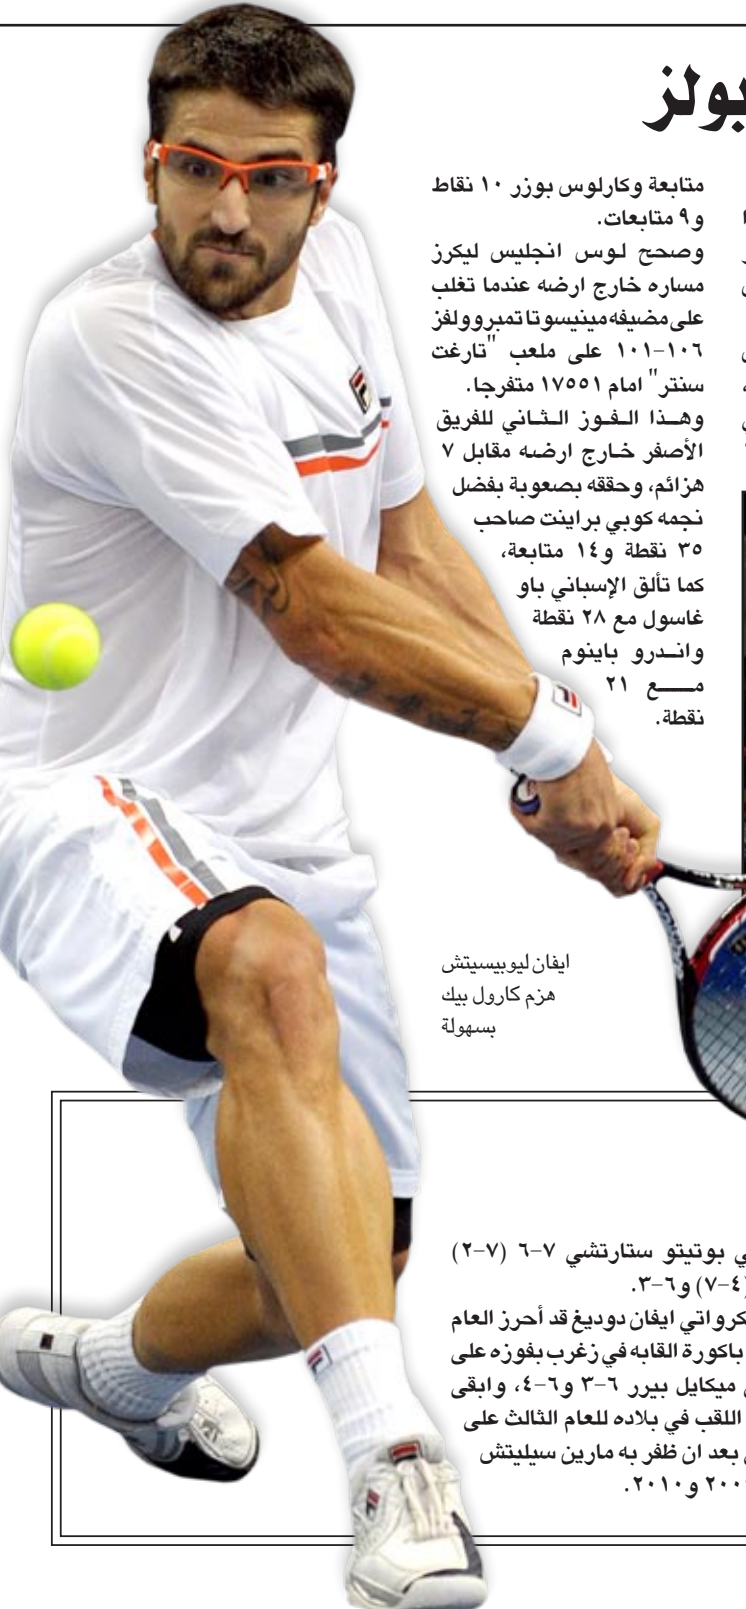 بولز
متابعة وكارلوس بوزر ١٠ نقاط
و٩ متابعات.
وصحح لوس انجليس ليكرز
مساره خارج ارضه عندما تغلب
على مضيفه مينيسوتا تمبروولفز
١٠٦-١٠١ على ملعب "تارغت
سنتر" امام ١٧٥٥١ متفرجا.
وهذا الفوز الثاني للفريق
الأصفر خارج ارضه مقابل ٧
هزائم، وحققه بصعوبة بفضل
نجمه كوبي براينت صاحب
٣٥ نقطة و١٤ متابعة،
كما تألق الإسباني باو
غاسول مع ٢٨ نقطة
واندرو باينوم
مع ٢١
نقطة.
ايفان ليوبيسيتش
هزم كارول بيك
بسهولة
بوتيتو ستارتشي ٧-٦ (٧-٢)
(٤-٧) و٦-٣.
ايفان دوديغ قد أحرز العام
باكورة القابه في زغرب بفوزه على
ميكايل بيرر ٦-٣ و٦-٤، وابقى
اللقب في بلاده للعام الثالث على
بعد ان ظفر به مارين سيليتش
و٢٠١٠.